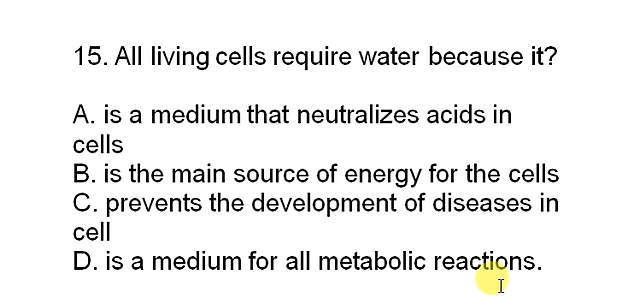 15. All living cells require water because it?
A. is a medium that neutralizes acids in
cells
B. is the main source of energy for the cells
C. prevents the development of diseases in
cell
D. is a medium for all metabolic reactions.